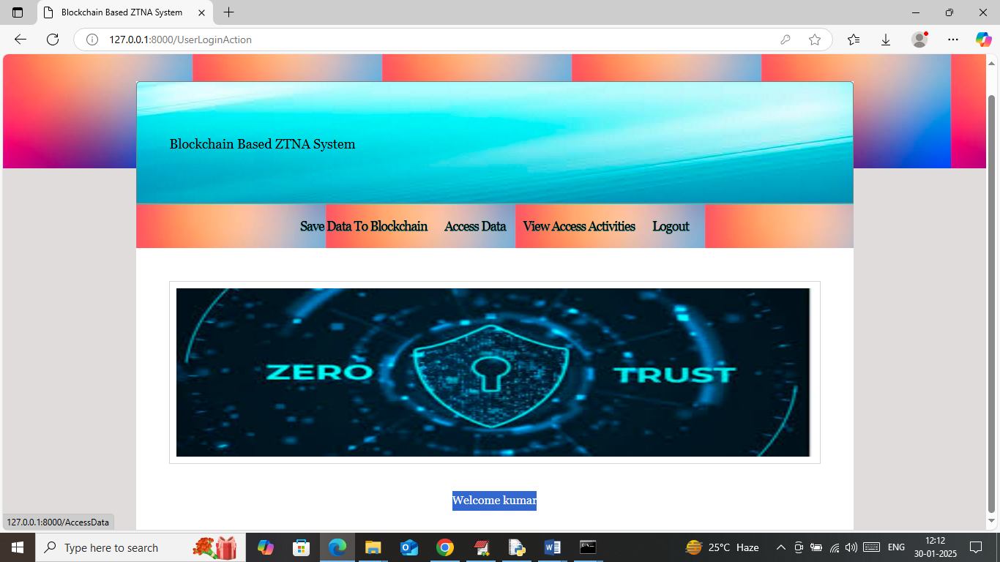 Blockchain Based ZTNA System
127.0.0.1:8000/UserLoginAction
Blockchain Based ZTNA System
Save Data To Blockchain Access Data View Access Activities Logout
ZERO TRUST
Welcome kumar
127.0.0.1:8000/AccessData
Type here to search
25°C Haze
ENG
12:12
30-01-2025